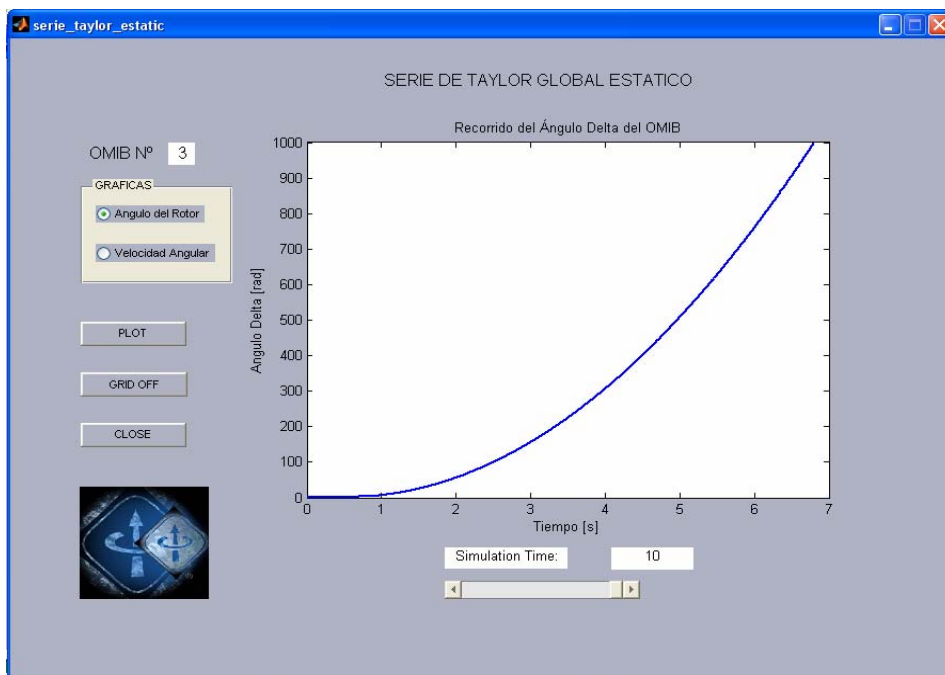 serie_taylor_estatic
SERIE DE TAYLOR GLOBAL ESTATICO
OMIB Nº 3
GRAFICAS
Angulo del Rotor
Velocidad Angular
PLOT
GRID OFF
CLOSE
Recorrido del Ángulo Delta del OMIB
Angulo Delta [rad]
1000
900
800
700
600
500
400
300
200
100
0
0 1 2 3 4 5 6 7
Tiempo [s]
Simulation Time: 10